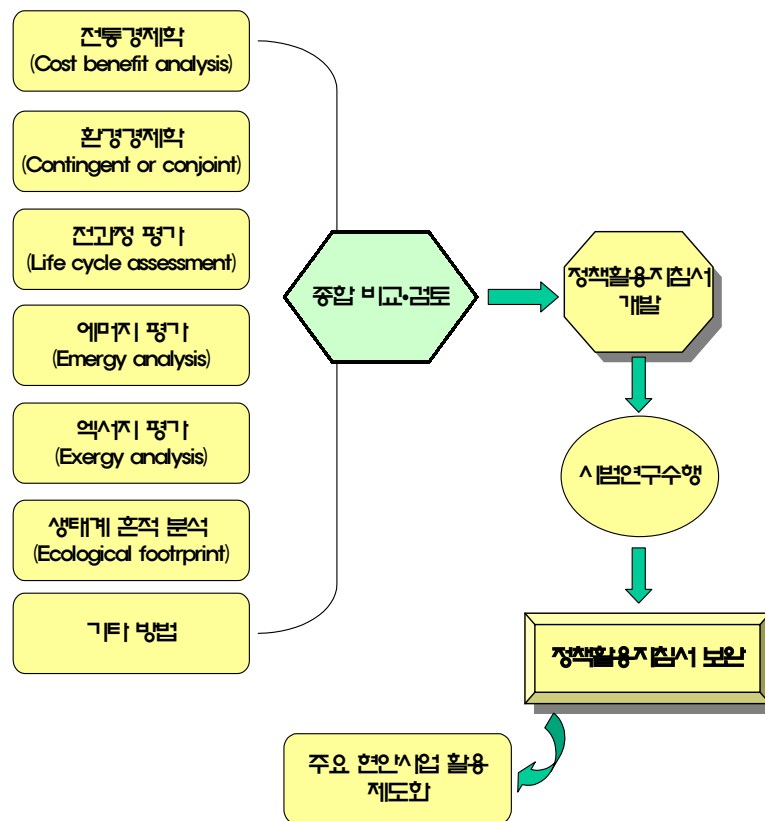 전통경제학
(Cost benefit analysis)
환경경제학
(Contingent or conjoint)
전과정 평가
(Life cycle assessment)
에머지 평가
(Emergy analysis)
엑서지 평가
(Exergy analysis)
생태계 흔적 분석
(Ecological footrprint)
기타 방법
종합 비교•검토
정책활용지침서
개발
시범연구수행
정책활용지침서 보완
주요 현안사업 활용
제도화